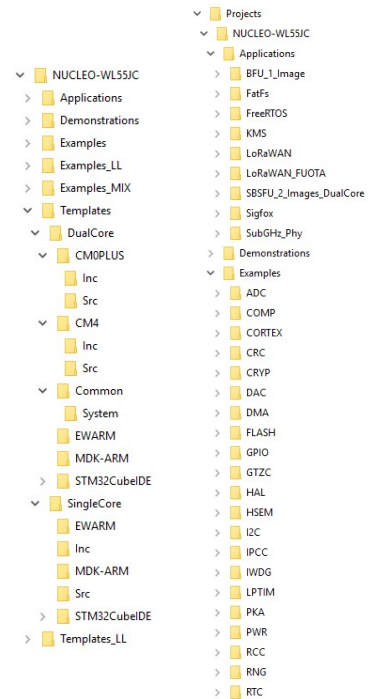 NUCLEO-WL55JC
Applications
Demonstrations
Examples
Examples_LL
Examples_MIX
Templates
DualCore
CM0PLUS
Inc
Src
CM4
Inc
Src
Common
System
EWARM
MDK-ARM
STM32CubeIDE
SingleCore
EWARM
Inc
MDK-ARM
Src
STM32CubeIDE
Templates_LL
Projects
NUCLEO-WL55JC
Applications
BFU_1_Image
FatFs
FreeRTOS
KMS
LoRaWAN
LoRaWAN_FUOTA
SBSFU_2_Images_DualCore
Sigfox
SubGHz_Phy
Demonstrations
Examples
ADC
COMP
CORTEX
CRC
CRYP
DAC
DMA
FLASH
GPIO
GTZC
HAL
HSEM
I2C
IPCC
IWDG
LPTIM
PKA
PWR
RCC
RNG
RTC